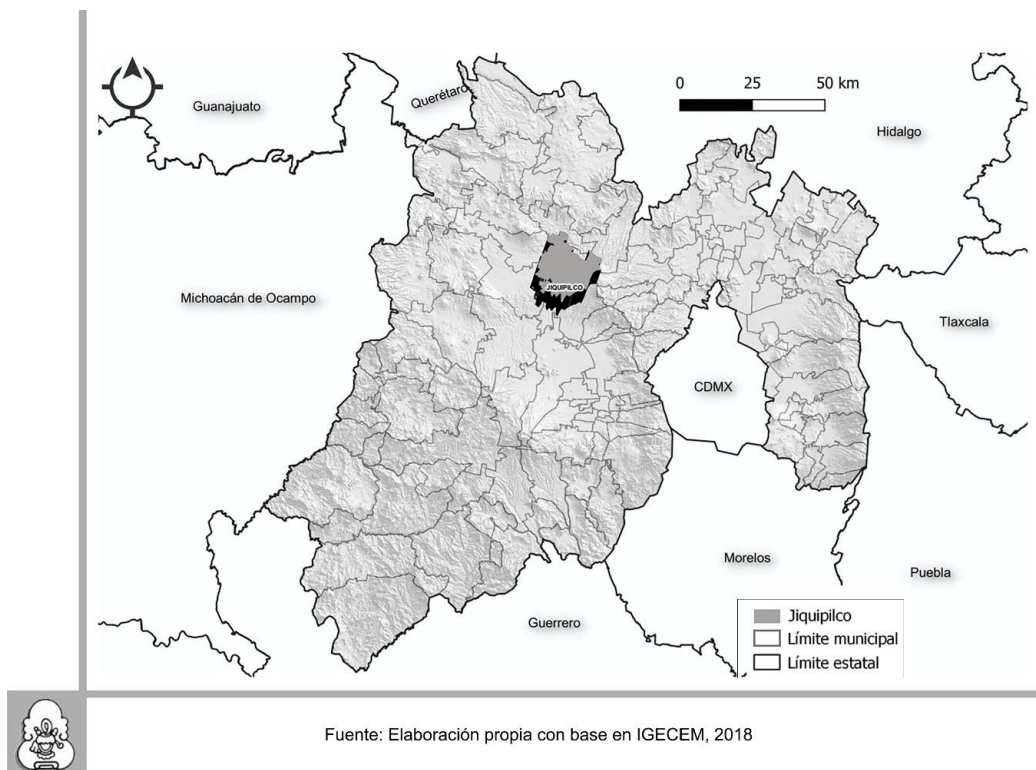 0 25 50 km
Querétaro
Guanajuato
Hidalgo
JIQUIPILCO
Michoacán de Ocampo
Tlaxcala
CDMX
Morelos
Puebla
Guerrero
Jiquipilco
Límite municipal
Límite estatal
Fuente: Elaboración propia con base en IGECEM, 2018